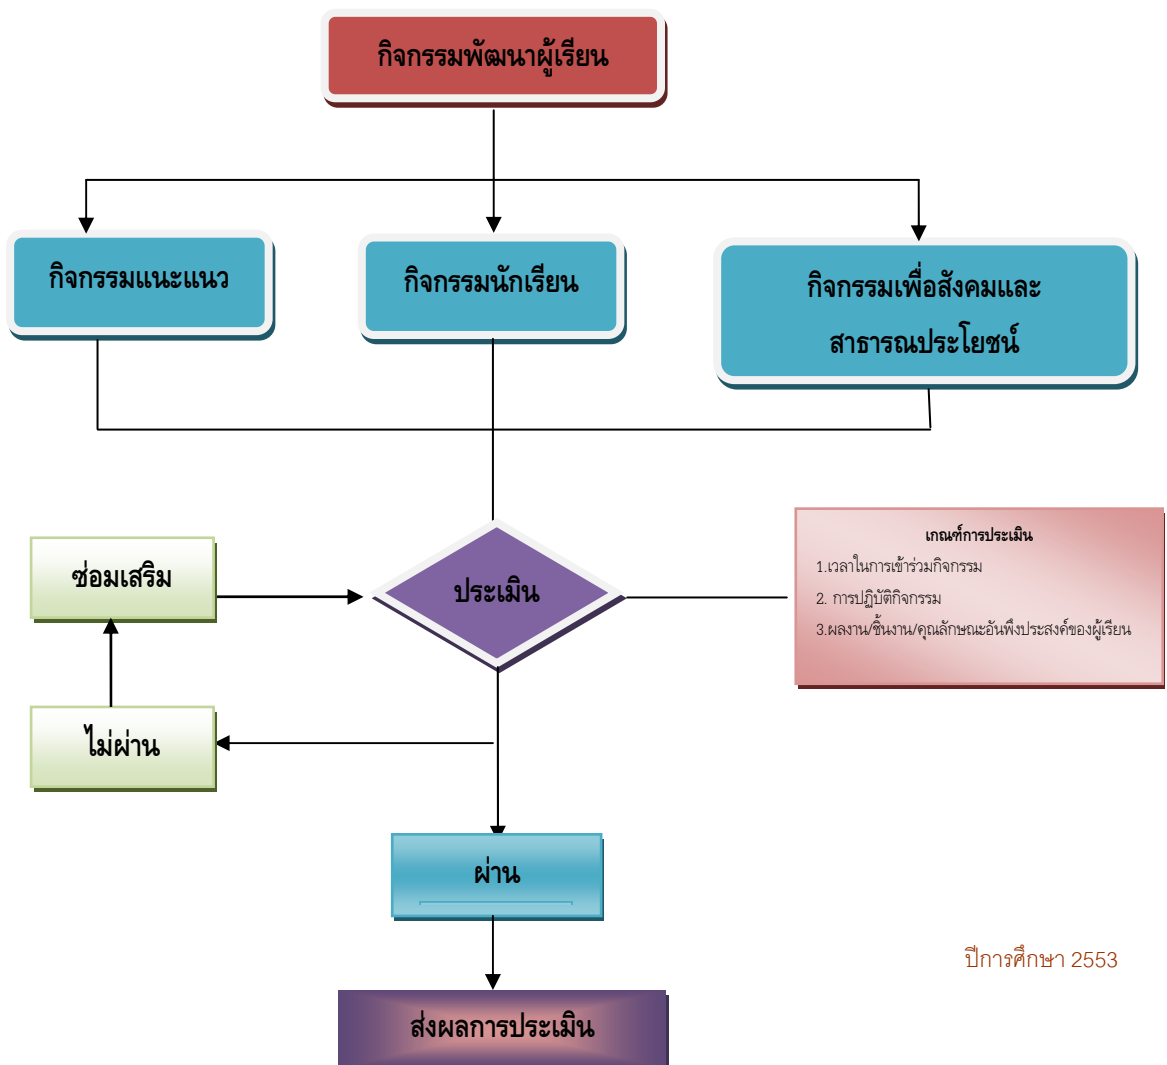 กิจกรรมพัฒนาผู้เรียน
กิจกรรมแนะแนว
กิจกรรมนักเรียน
กิจกรรมเพื่อสังคมและ
สาธารณประโยชน์
ซ่อมเสริม
ประเมิน
เกณฑ์การประเมิน
1.เวลาในการเข้าร่วมกิจกรรม
2. การปฏิบัติกิจกรรม
3.ผลงาน/ชิ้นงาน/คุณลักษณะอันพึงประสงค์ของผู้เรียน
ไม่ผ่าน
ผ่าน
ปีการศึกษา 2553
ส่งผลการประเมิน